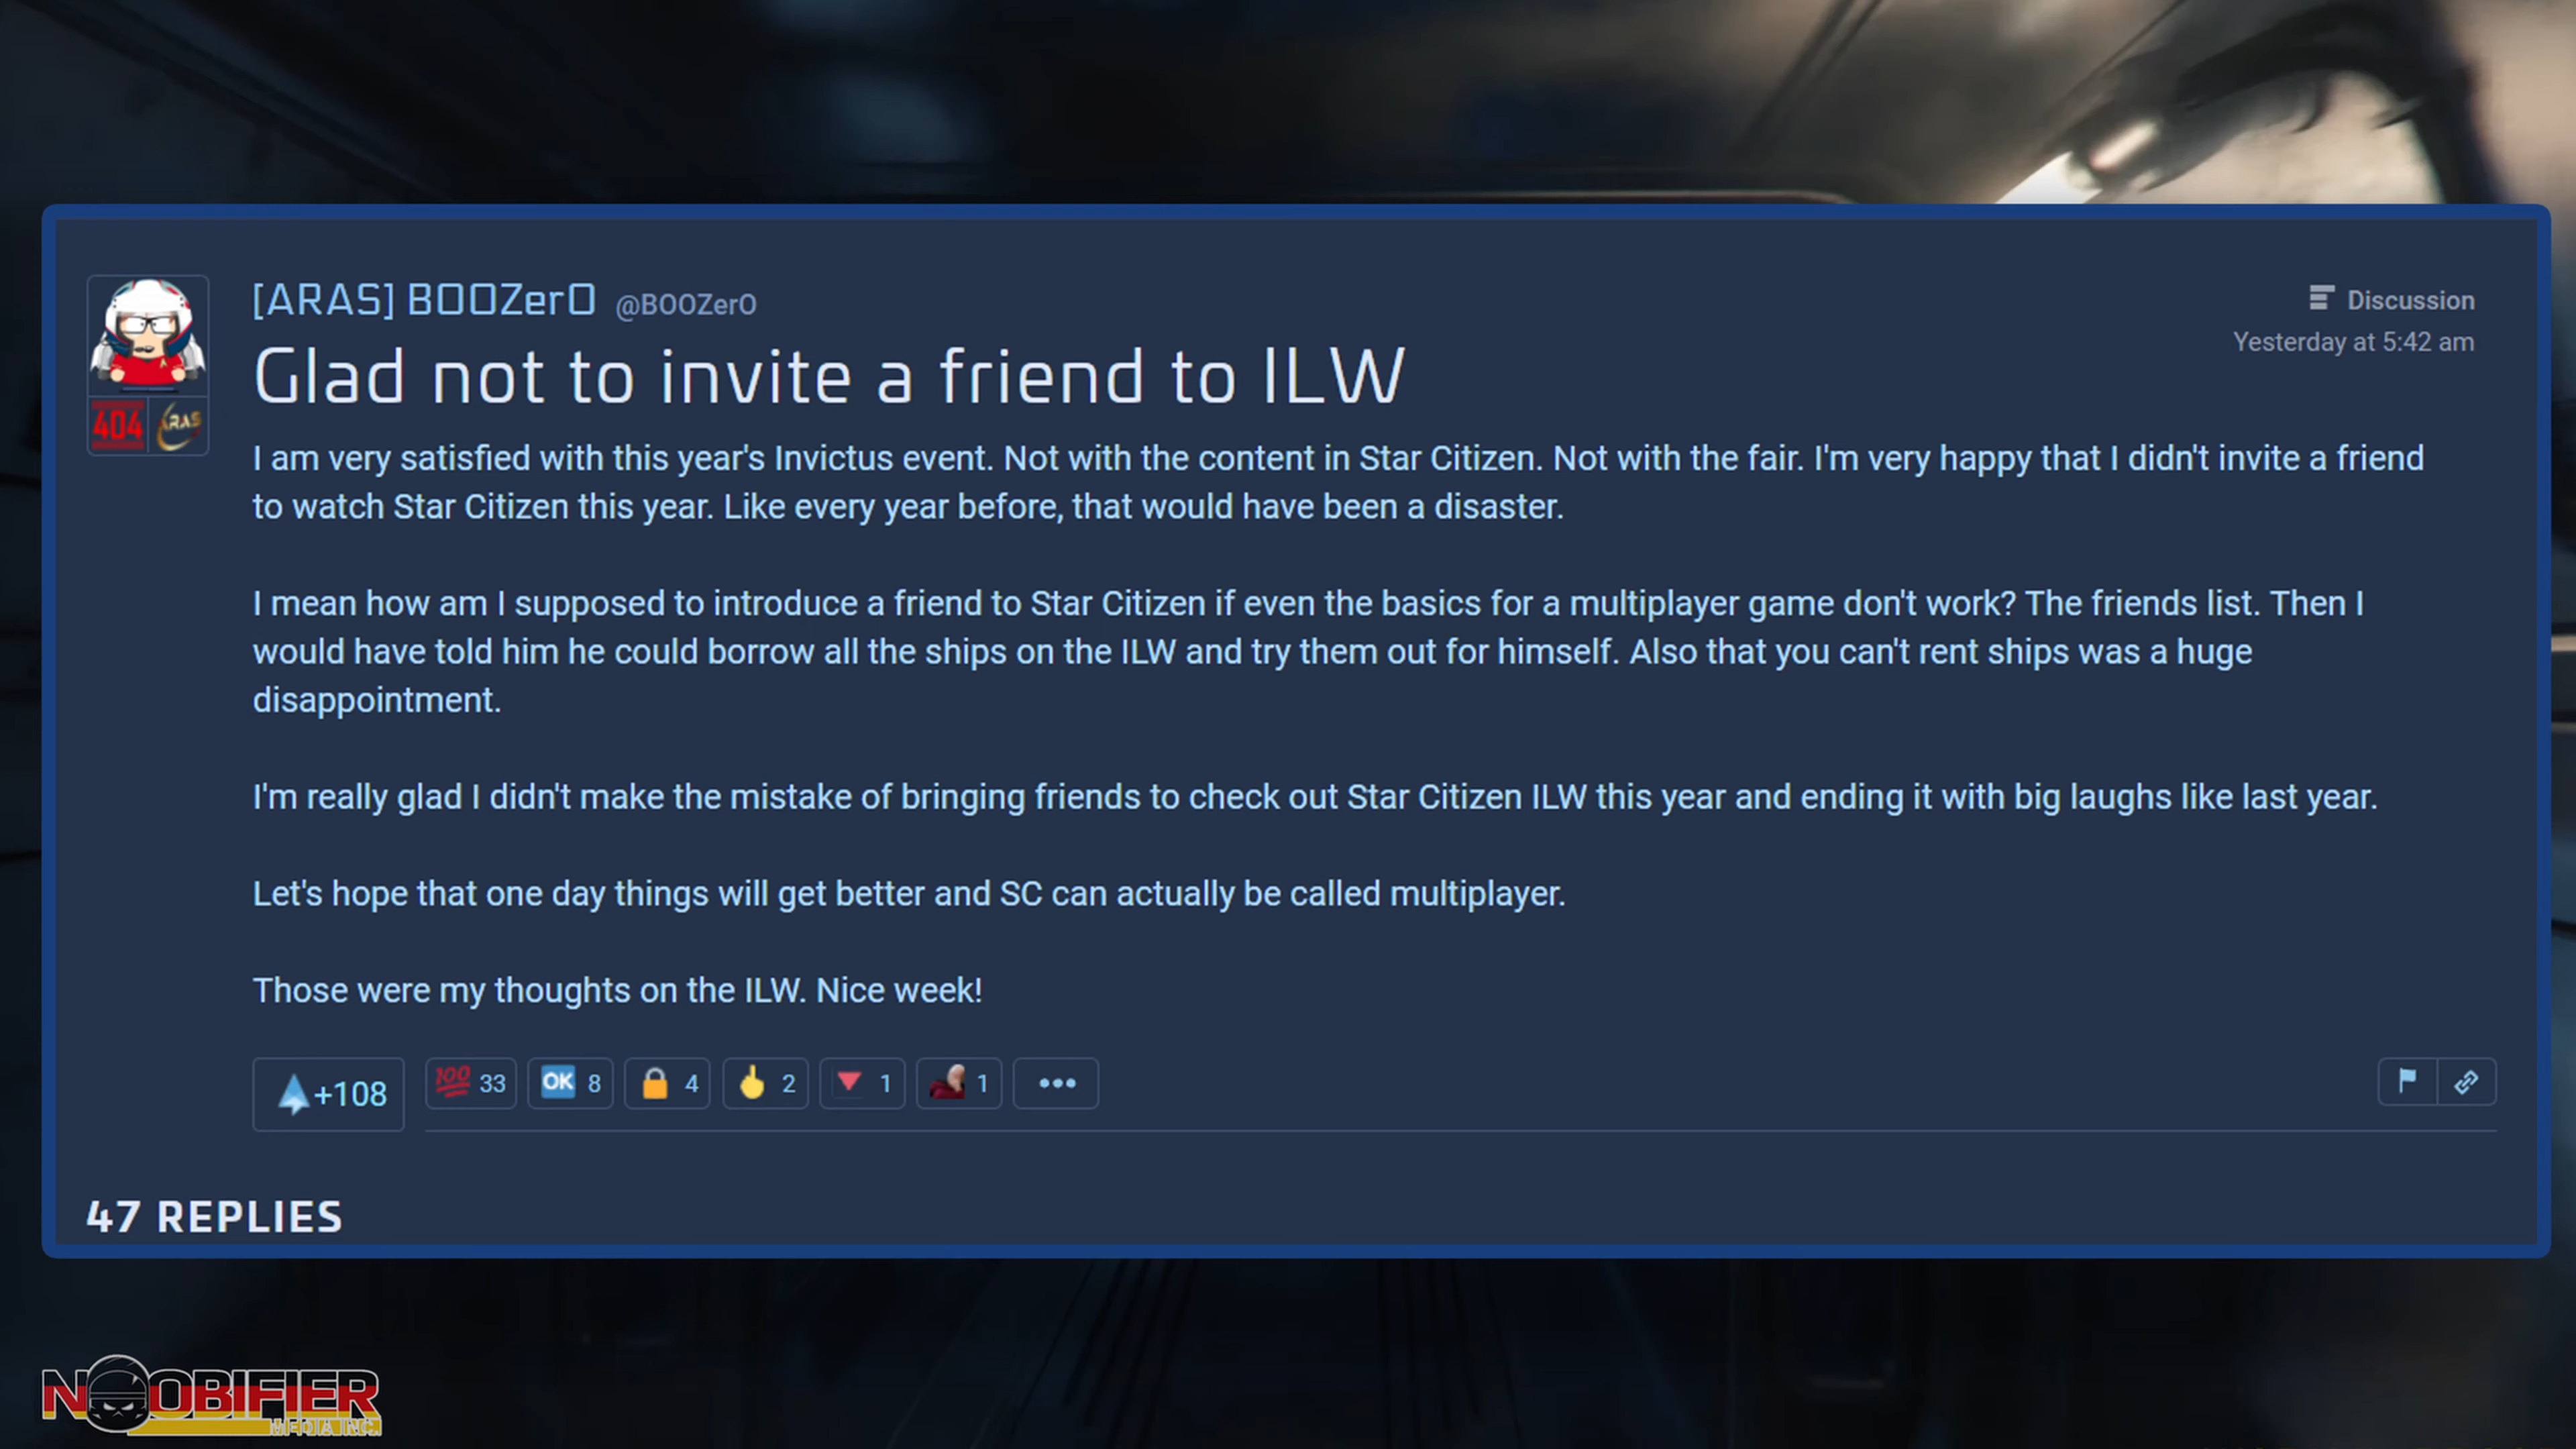 [ARAS] BOOZerO @BOOZerO
Discussion
Yesterday at 5:42 am
Glad not to invite a friend to ILW
404 ARAS
I am very satisfied with this year's Invictus event. Not with the content in Star Citizen. Not with the fair. I'm very happy that I didn't invite a friend
to watch Star Citizen this year. Like every year before, that would have been a disaster.
I mean how am I supposed to introduce a friend to Star Citizen if even the basics for a multiplayer game don't work? The friends list. Then I
would have told him he could borrow all the ships on the ILW and try them out for himself. Also that you can't rent ships was a huge
disappointment.
I'm really glad I didn't make the mistake of bringing friends to check out Star Citizen ILW this year and ending it with big laughs like last year.
Let's hope that one day things will get better and SC can actually be called multiplayer.
Those were my thoughts on the ILW. Nice week!
+108 100 33 OK 8 4 2 1 1
47 REPLIES
NOOBIFIER
MEDIA INC.